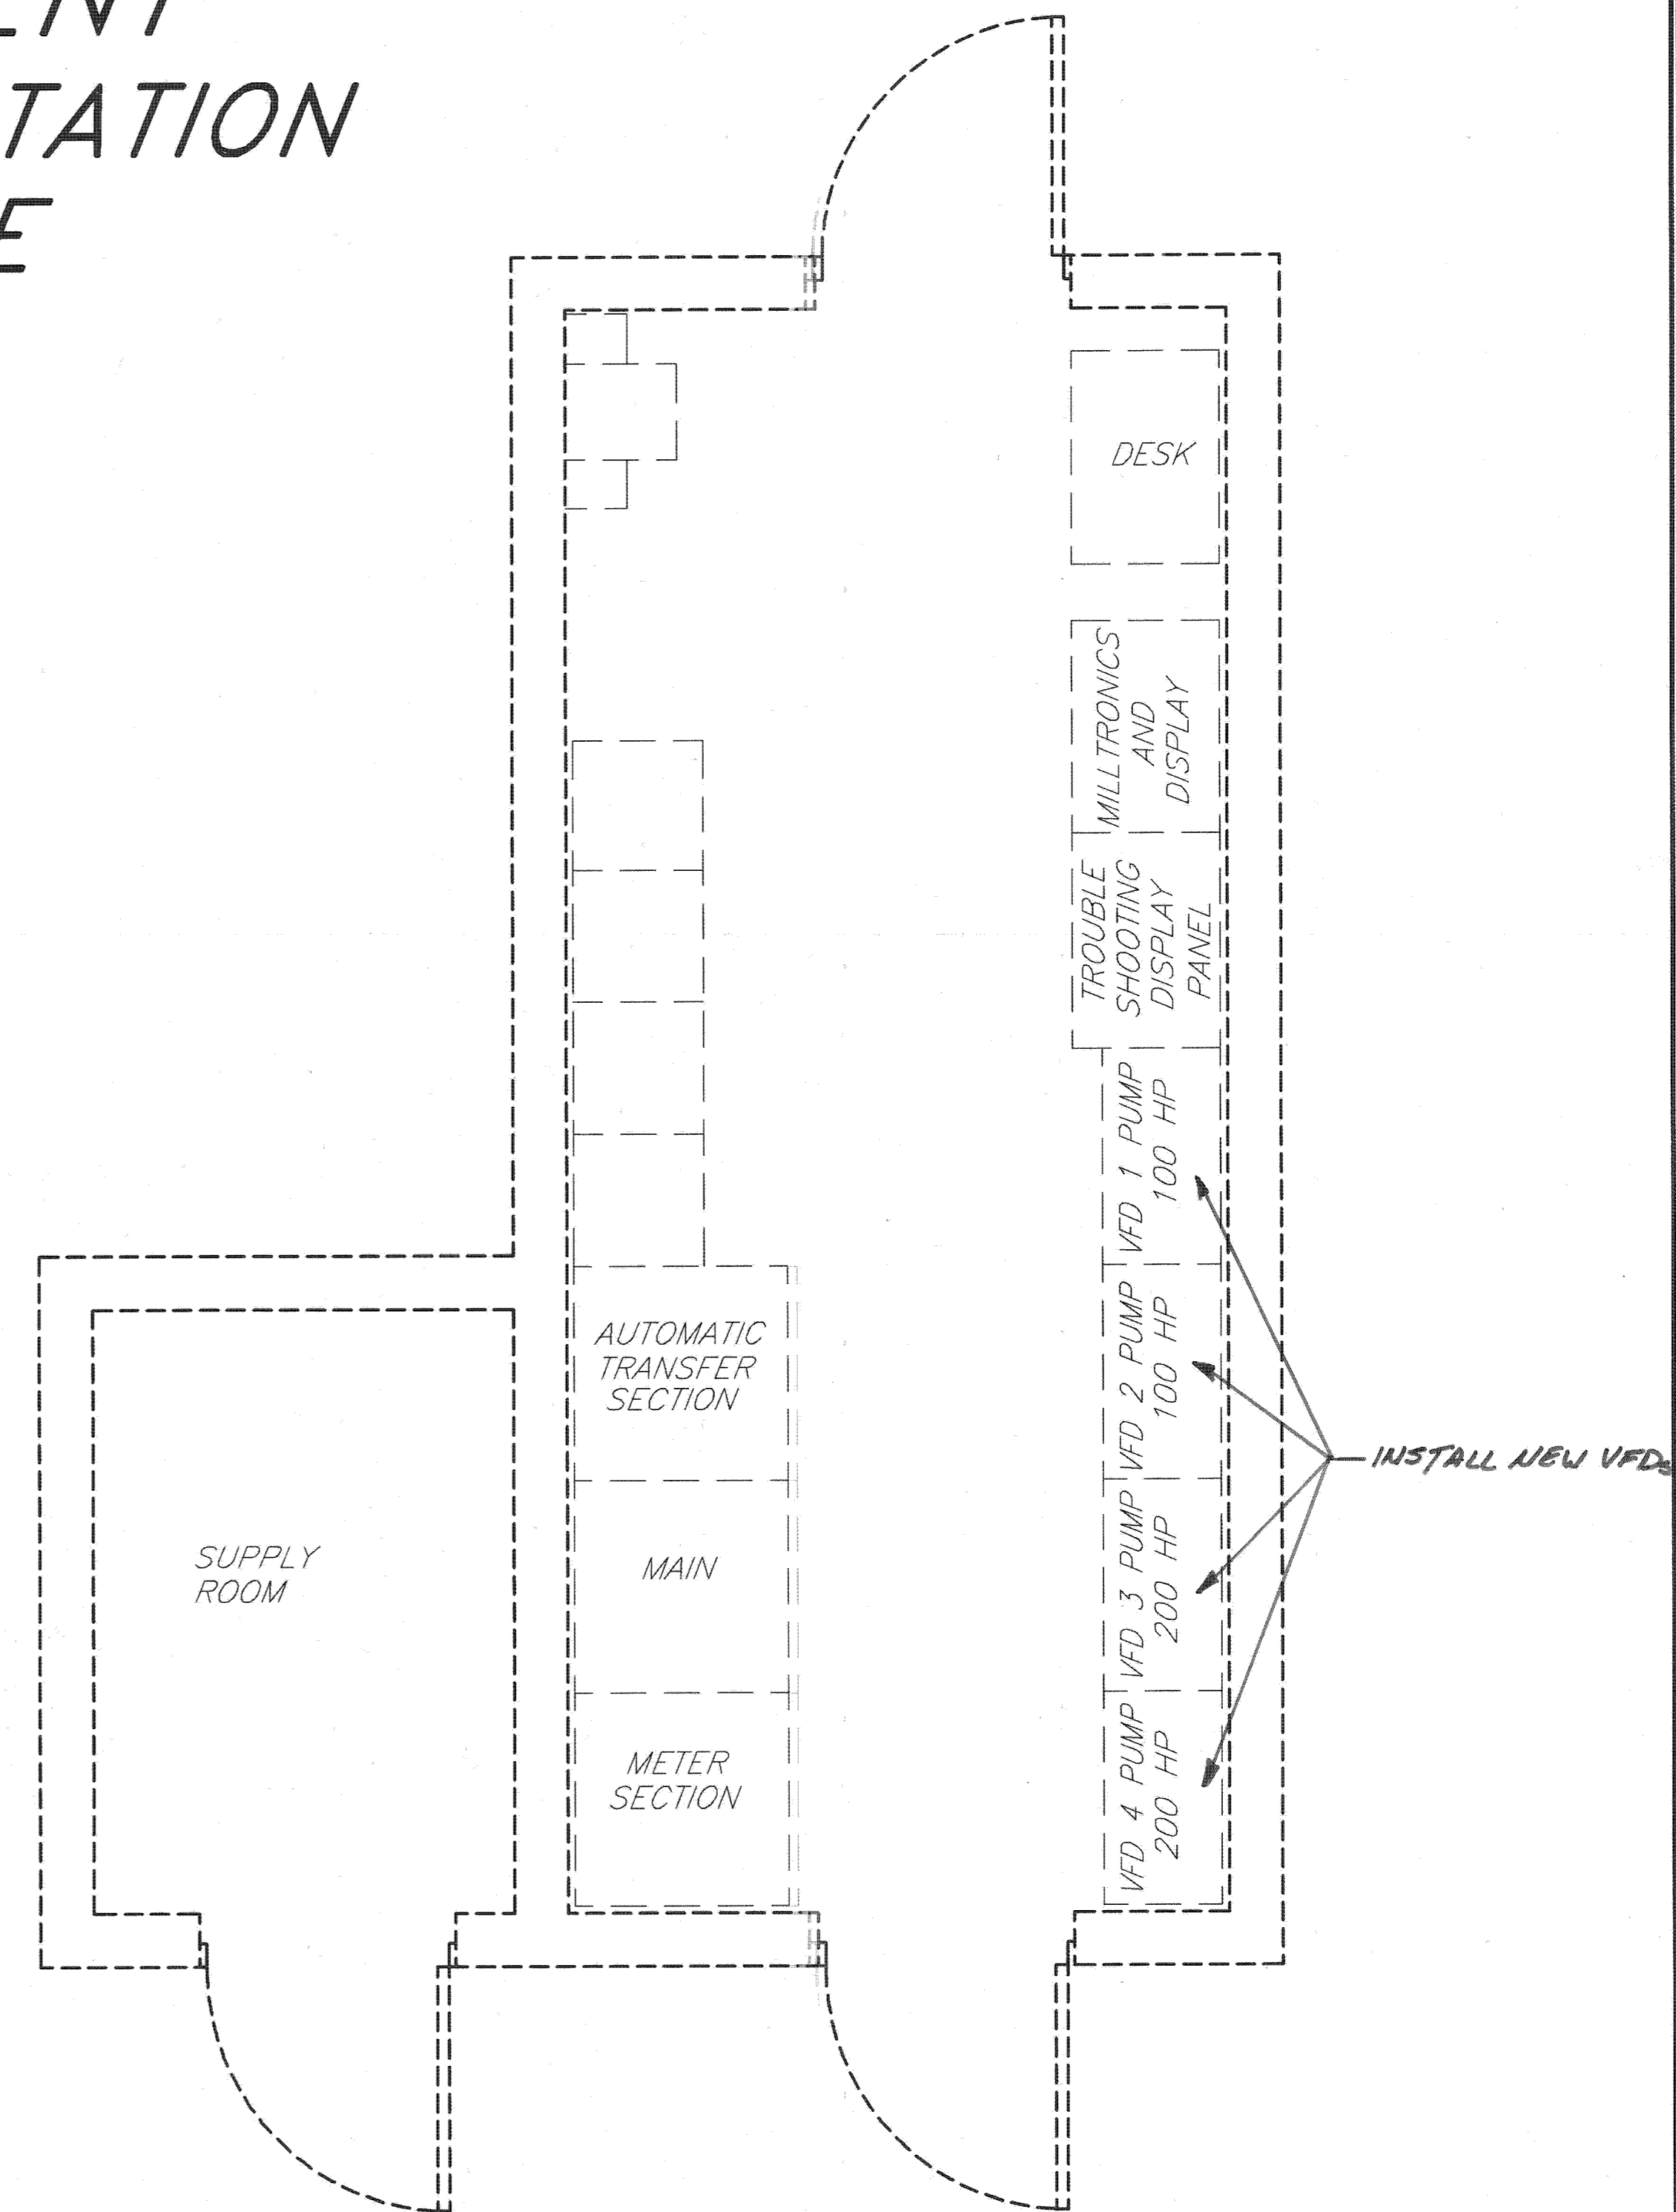 TATION
DESK
MILLTRONICS
AND
DISPLAY
TROUBLE
SHOOTING
DISPLAY
PANEL
VFD 1 PUMP
100 HP
VFD 2 PUMP
100 HP
VFD 3 PUMP
200 HP
VFD 4 PUMP
200 HP
INSTALL NEW VFDs
AUTOMATIC
TRANSFER
SECTION
MAIN
METER
SECTION
SUPPLY
ROOM